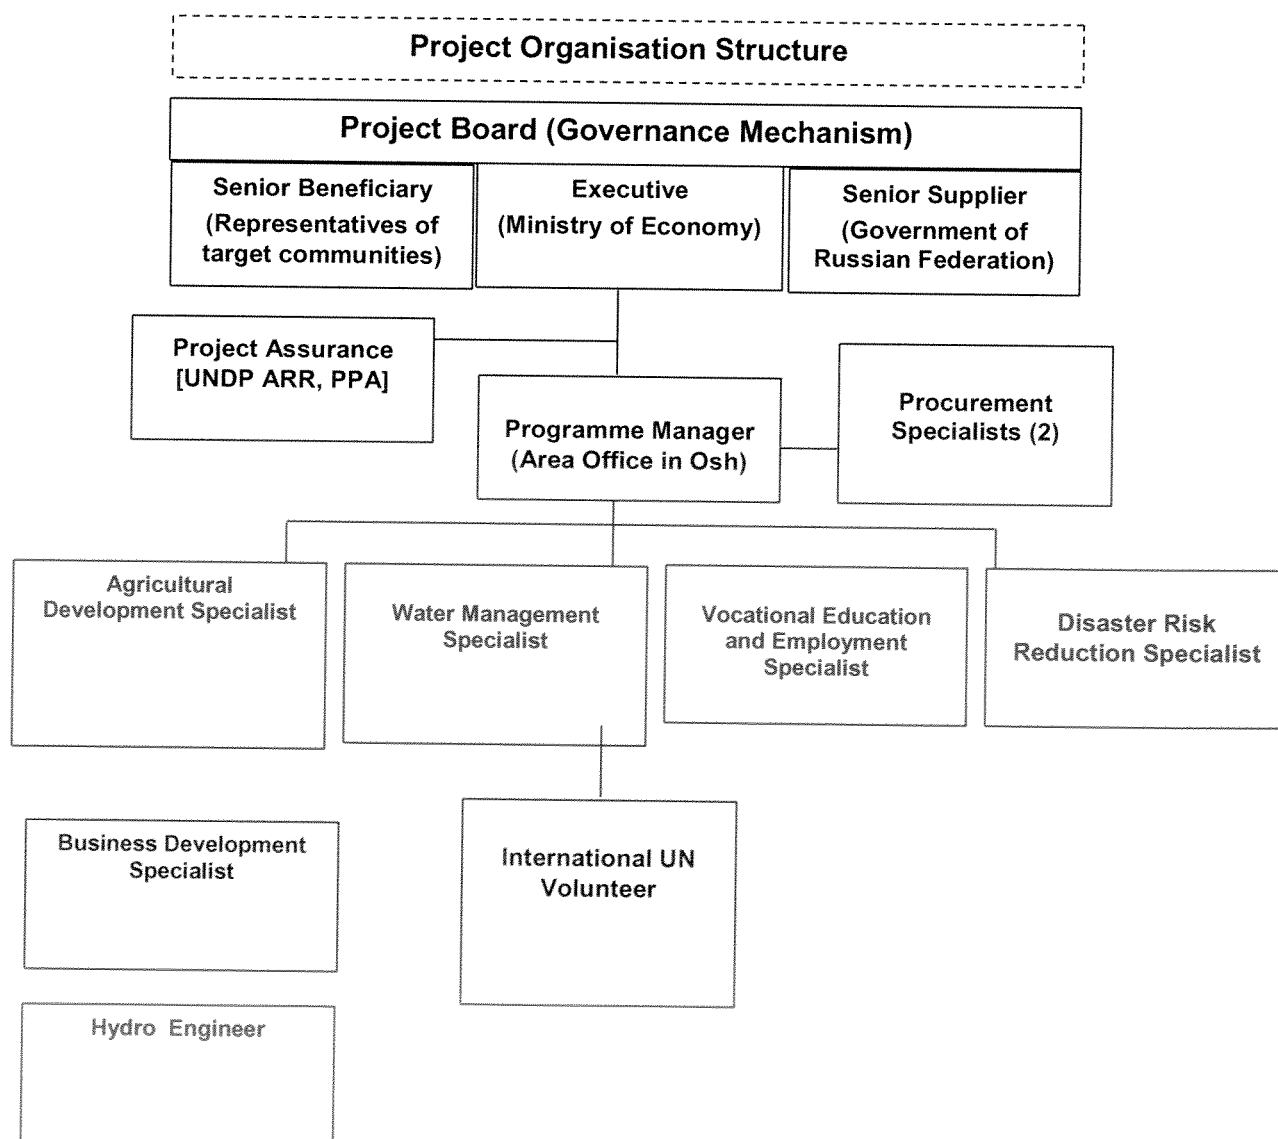 Project Organisation Structure
Project Board (Governance Mechanism)
Senior Beneficiary
(Representatives of
target communities)
Executive
(Ministry of Economy)
Senior Supplier
(Government of
Russian Federation)
Project Assurance
[UNDP ARR, PPA]
Programme Manager
(Area Office in Osh)
Procurement
Specialists (2)
Agricultural
Development Specialist
Water Management
Specialist
Vocational Education
and Employment
Specialist
Disaster Risk
Reduction Specialist
Business Development
Specialist
International UN
Volunteer
Hydro Engineer